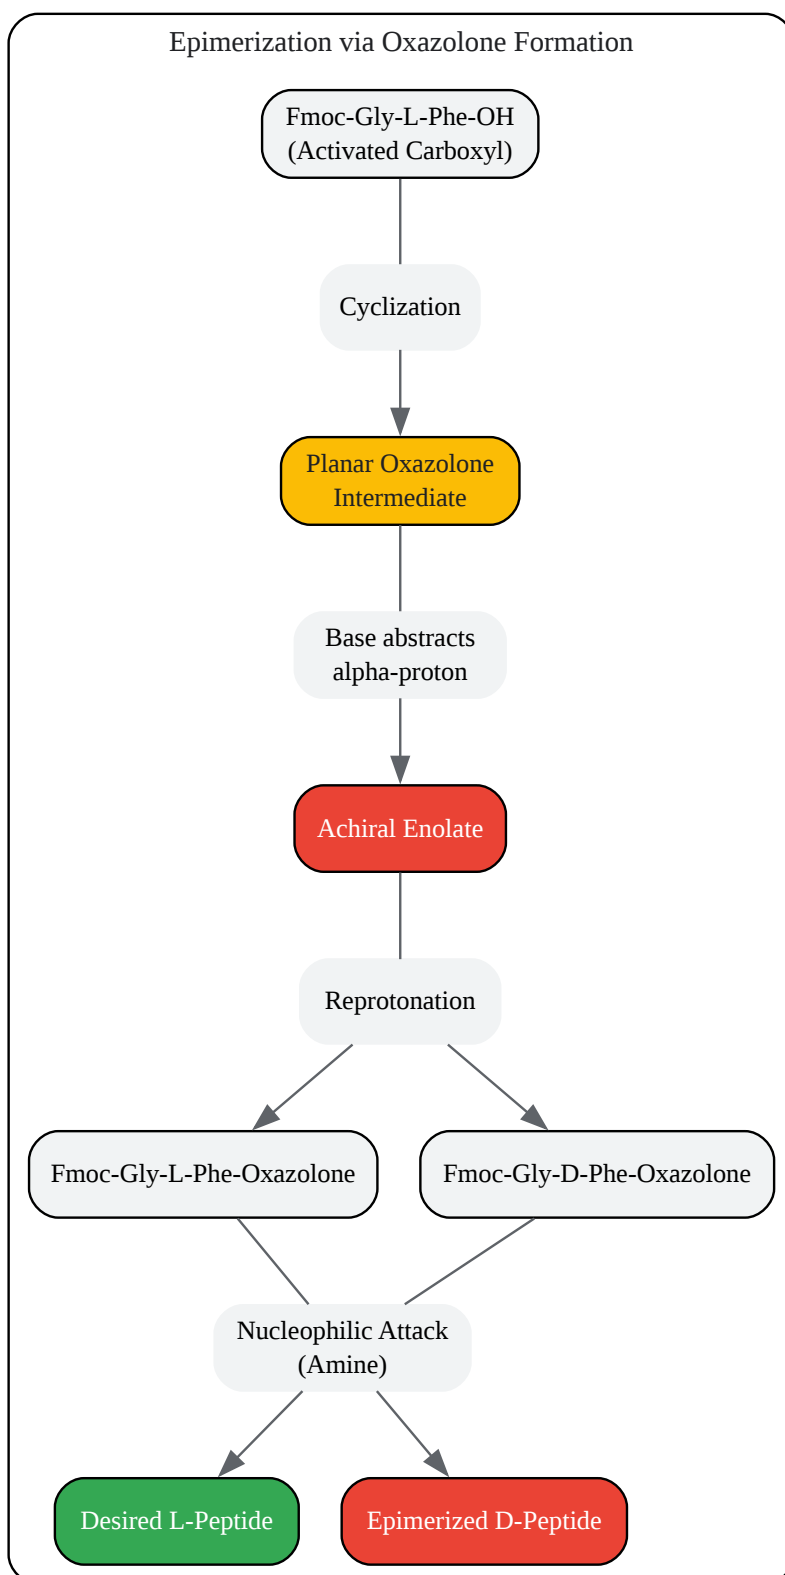 Epimerization via Oxazolone Formation
Fmoc-Gly-L-Phe-OH
(Activated Carboxyl)
Cyclization
Planar Oxazolone
Intermediate
Base abstracts
alpha-proton
Achiral Enolate
Reprotonation
Fmoc-Gly-L-Phe-Oxazolone
Fmoc-Gly-D-Phe-Oxazolone
Nucleophilic Attack
(Amine)
Desired L-Peptide
Epimerized D-Peptide